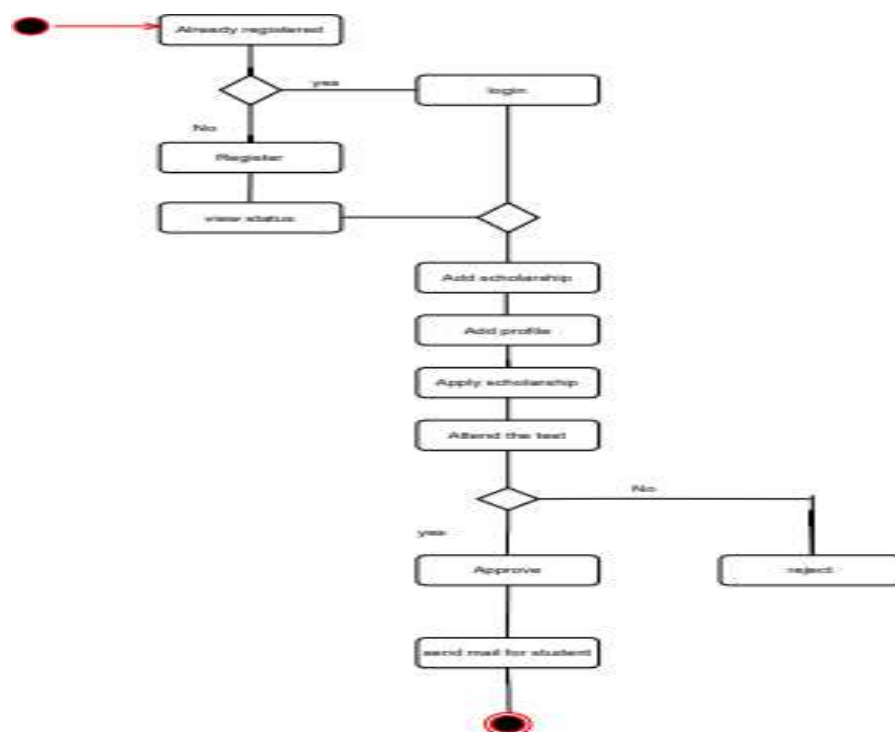 Already registered
yes
login
No
Register
view status
Add scholarship
Add profile
Apply scholarship
Attend the test
No
yes
Approve
reject
send mail for student